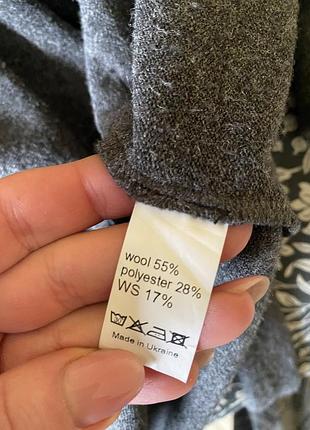 wool 55%
polyester 28%
WS 17%
Made in Ukraine